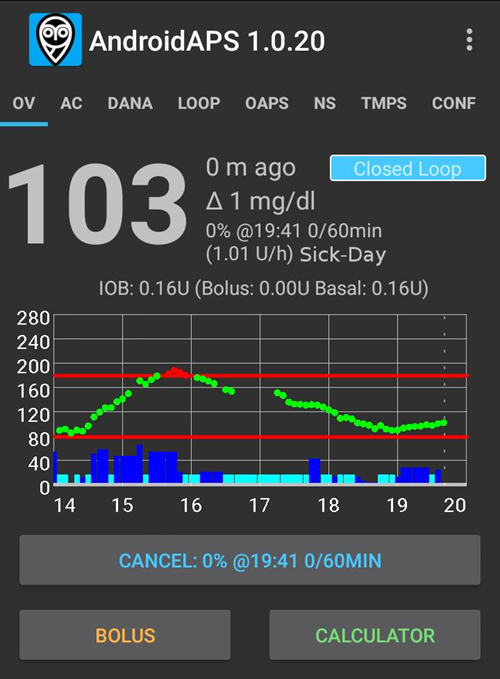 AndroidAPS 1.0.20
OV AC DANA LOOP OAPS NS TMPS CONF
103
0 m ago
Closed Loop
Δ 1 mg/dl
0% @19:41 0/60min
(1.01 U/h) Sick-Day
IOB: 0.16U (Bolus: 0.00U Basal: 0.16U)
280
240
200
160
120
80
40
0
14 15 16 17 18 19 20
CANCEL: 0% @19:41 0/60MIN
BOLUS CALCULATOR